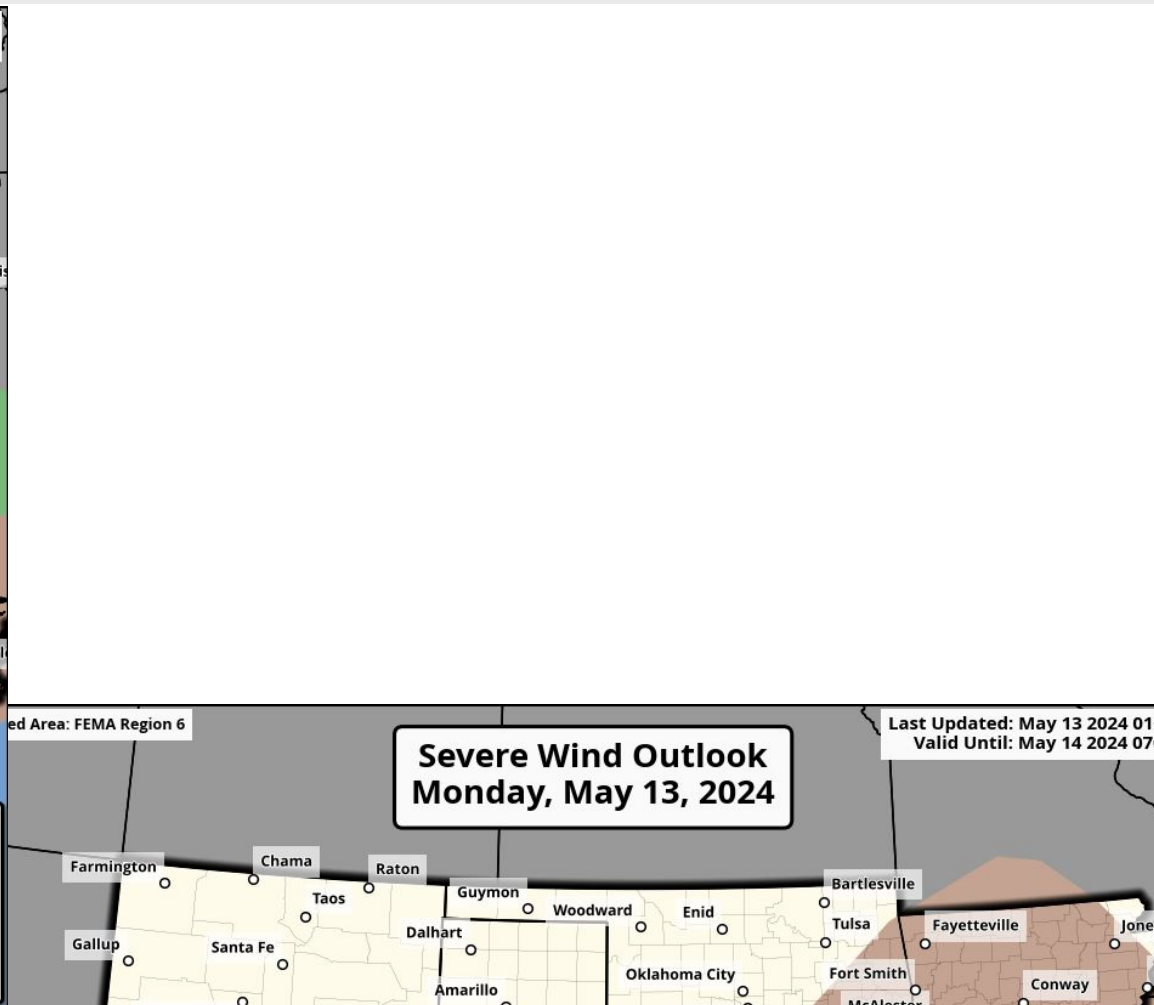 ed Area: FEMA Region 6
Severe Wind Outlook
Monday, May 13, 2024
Last Updated: May 13 2024 01
Valid Until: May 14 2024 07
Farmington
Chama
Raton
Taos
Guymon
Woodward
Enid
Bartlesville
Gallup
Santa Fe
Dalhart
Tulsa
Fayetteville
Jone
Amarillo
Oklahoma City
Fort Smith
Conway
McAlester